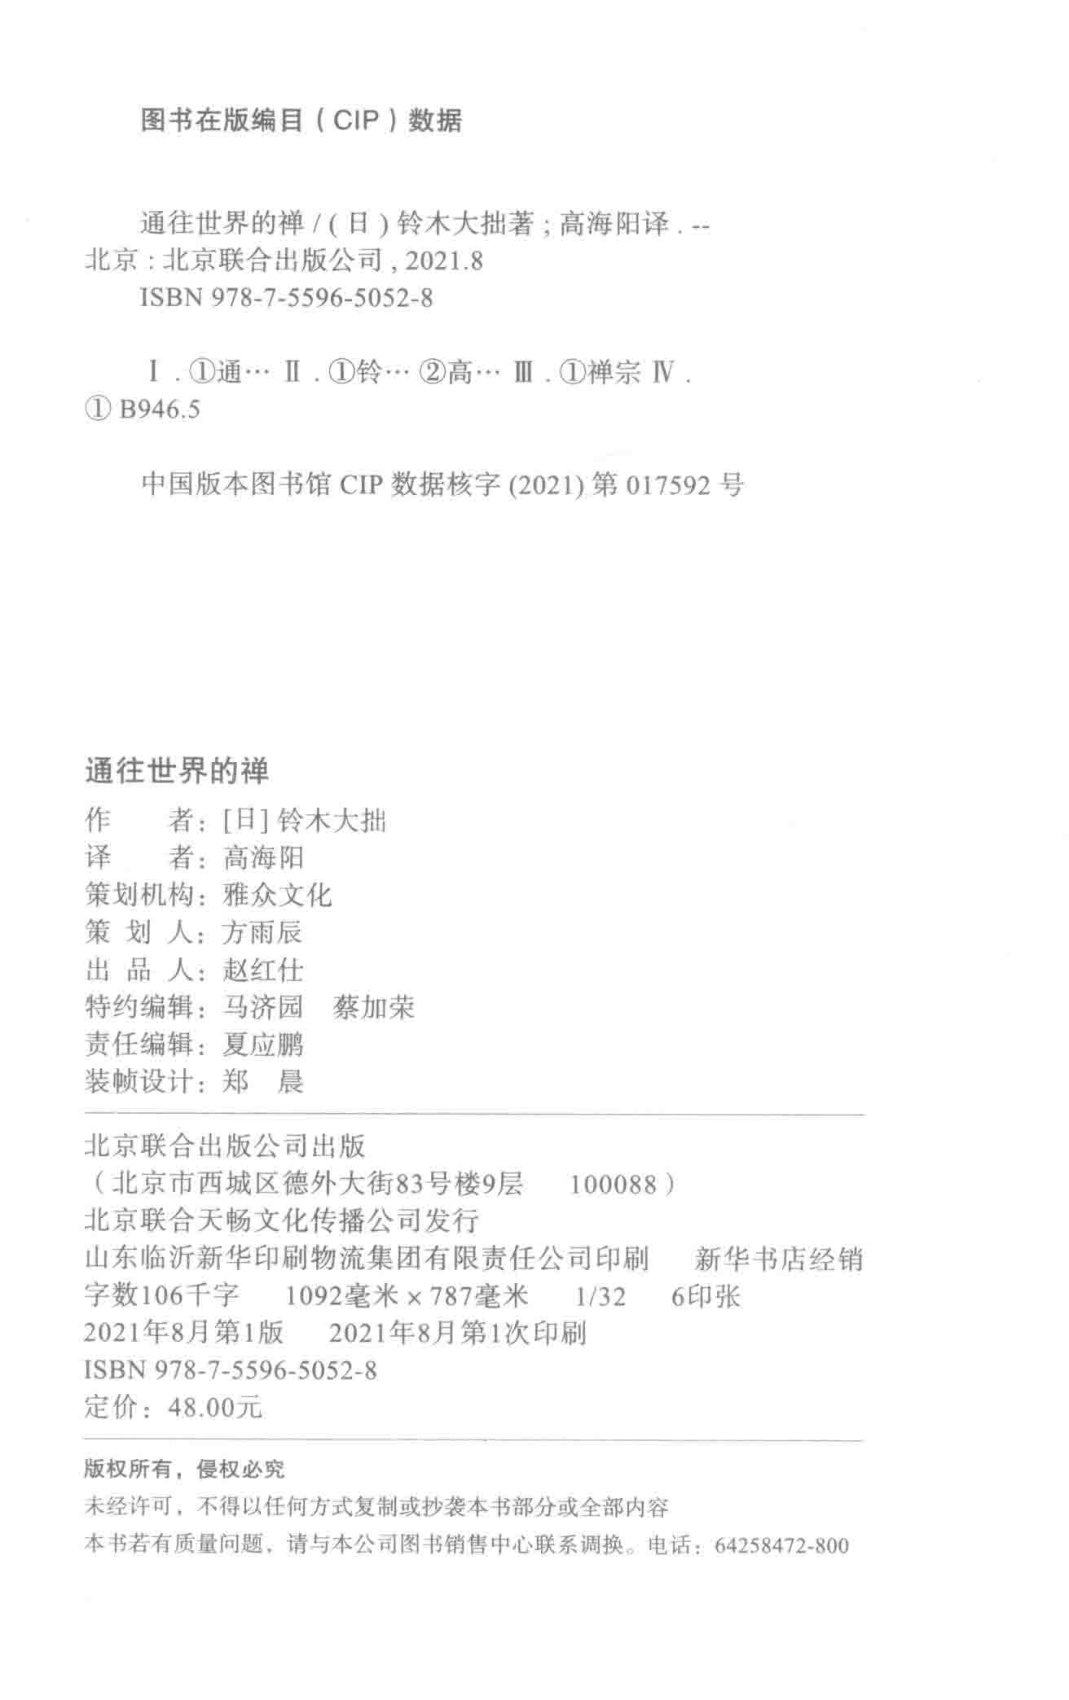 图书在版编目（CIP）数据
通往世界的禅 / ( 日 ) 铃木大拙著 ; 高海阳译 . --
北京 : 北京联合出版公司 , 2021.8
ISBN 978-7-5596-5052-8
Ⅰ . ①通… Ⅱ . ①铃… ②高… Ⅲ . ①禅宗 Ⅳ .
① B946.5
中国版本图书馆 CIP 数据核字 (2021) 第 017592 号
通往世界的禅
作　　者：[日] 铃木大拙
译　　者：高海阳
策划机构：雅众文化
策 划 人：方雨辰
出 品 人：赵红仕
特约编辑：马济园　蔡加荣
责任编辑：夏应鹏
装帧设计：郑　晨
北京联合出版公司出版
（北京市西城区德外大街83号楼9层　100088）
北京联合天畅文化传播公司发行
山东临沂新华印刷物流集团有限责任公司印刷　新华书店经销
字数106千字　1092毫米×787毫米　1/32　6印张
2021年8月第1版　2021年8月第1次印刷
ISBN 978-7-5596-5052-8
定价：48.00元
版权所有，侵权必究
未经许可，不得以任何方式复制或抄袭本书部分或全部内容
本书若有质量问题，请与本公司图书销售中心联系调换。电话：64258472-800